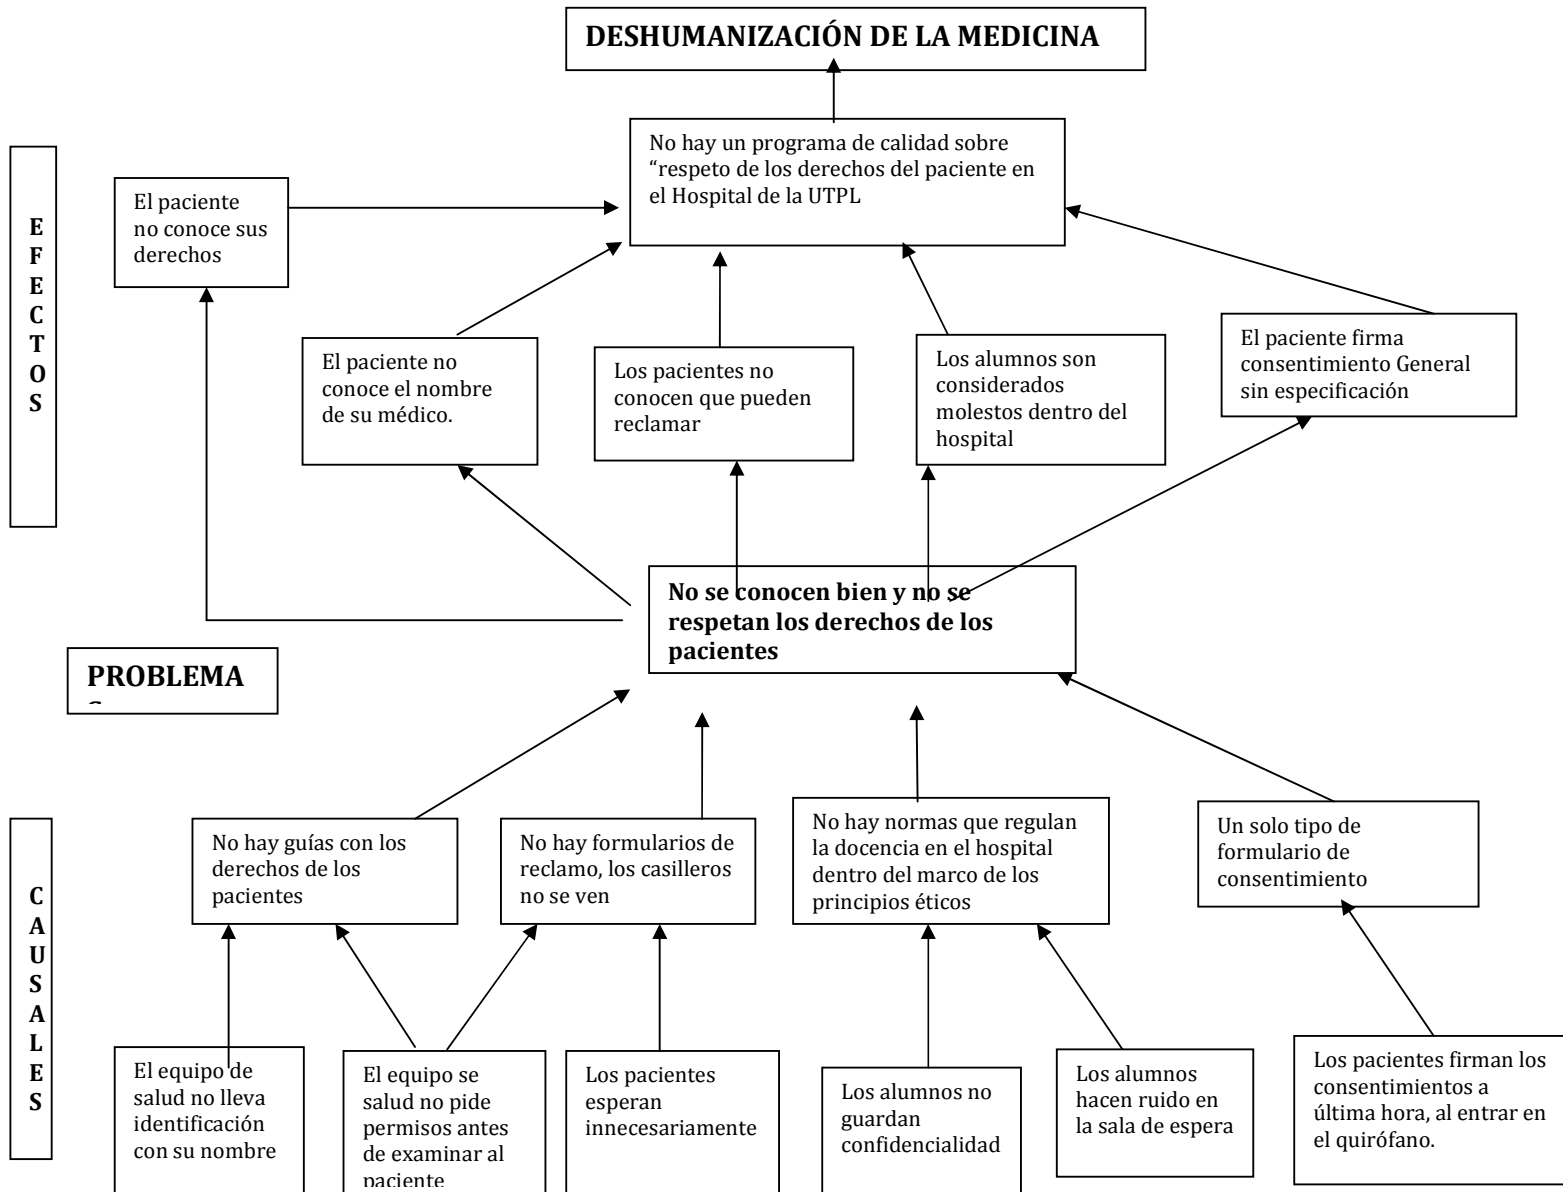 DESHUMANIZACIÓN DE LA MEDICINA
No hay un programa de calidad sobre
“respeto de los derechos del paciente en
el Hospital de la UTPL
E
F
E
C
T
O
S
El paciente
no conoce sus
derechos
El paciente no
conoce el nombre
de su médico.
Los pacientes no
conocen que pueden
reclamar
Los alumnos son
considerados
molestos dentro del
hospital
El paciente firma
consentimiento General
sin especificación
No se conocen bien y no se
respetan los derechos de los
pacientes
PROBLEMA
C
A
U
S
A
L
E
S
No hay guías con los
derechos de los
pacientes
No hay formularios de
reclamo, los casilleros
no se ven
No hay normas que regulan
la docencia en el hospital
dentro del marco de los
principios éticos
Un solo tipo de
formulario de
consentimiento
El equipo de
salud no lleva
identificación
con su nombre
El equipo se
salud no pide
permisos antes
de examinar al
paciente
Los pacientes
esperan
innecesariamente
Los alumnos no
guardan
confidencialidad
Los alumnos
hacen ruido en
la sala de espera
Los pacientes firman los
consentimientos a
última hora, al entrar en
el quirófano.